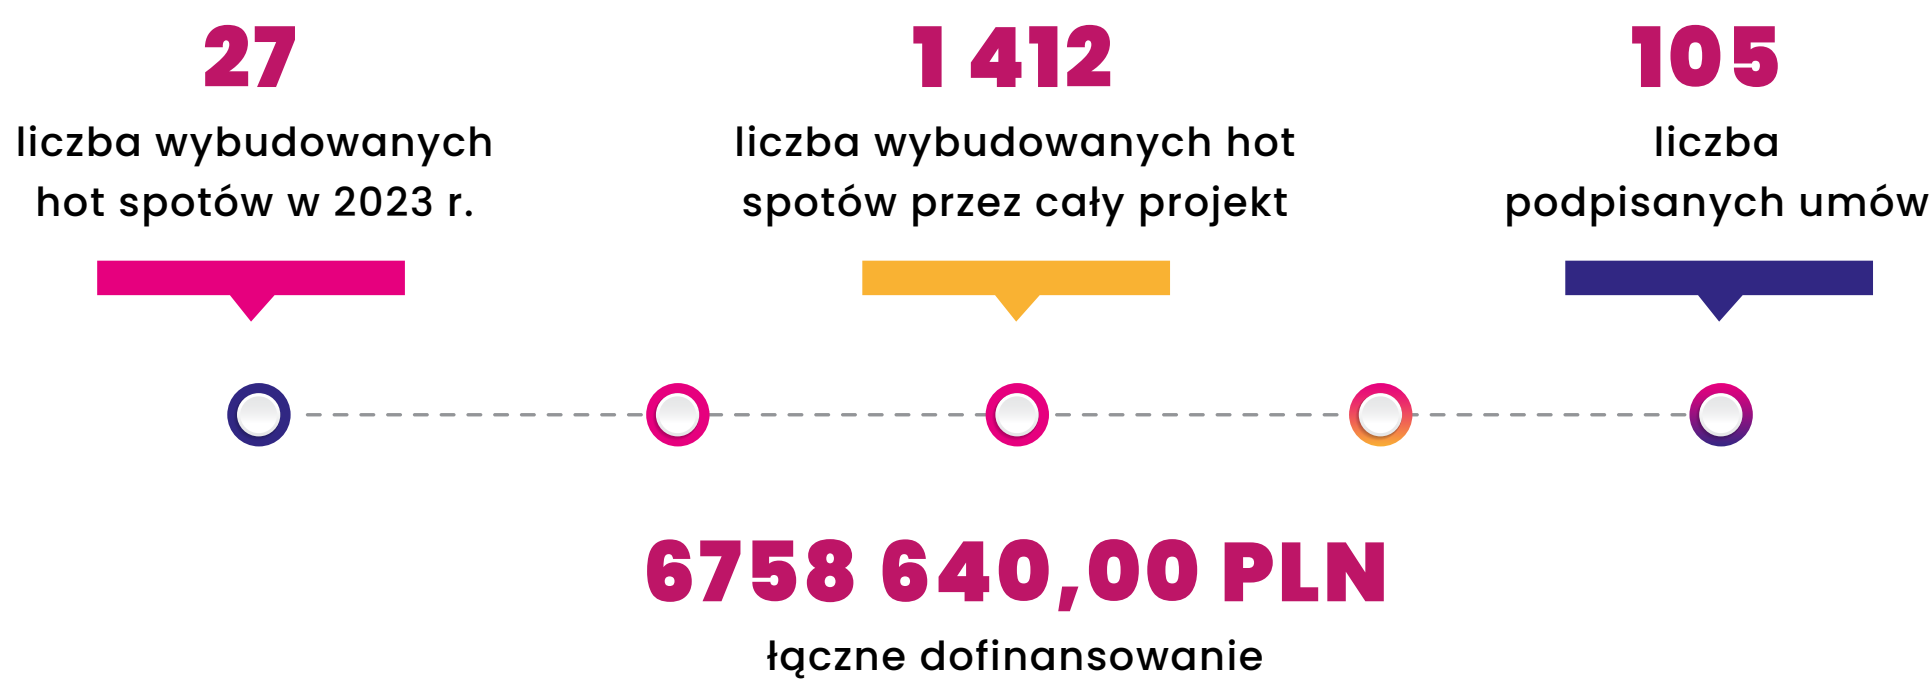 27
liczba wybudowanych
hot spotów w 2023 r.
1 412
liczba wybudowanych hot
spotów przez cały projekt
105
liczba
podpisanych umów
6758 640,00 PLN
łączne dofinansowanie